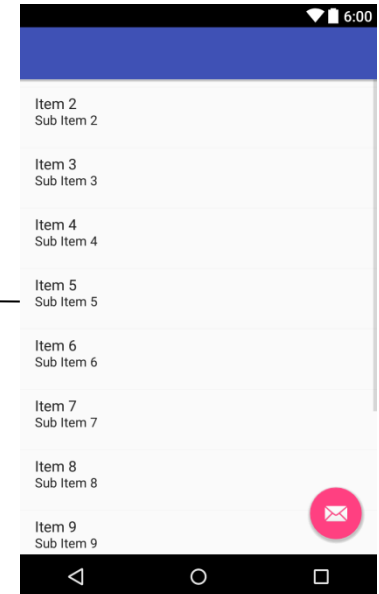 6:00
Item 2
Sub Item 2
Item 3
Sub Item 3
Item 4
Sub Item 4
Item 5
Sub Item 5
Item 6
Sub Item 6
Item 7
Sub Item 7
Item 8
Sub Item 8
Item 9
Sub Item 9